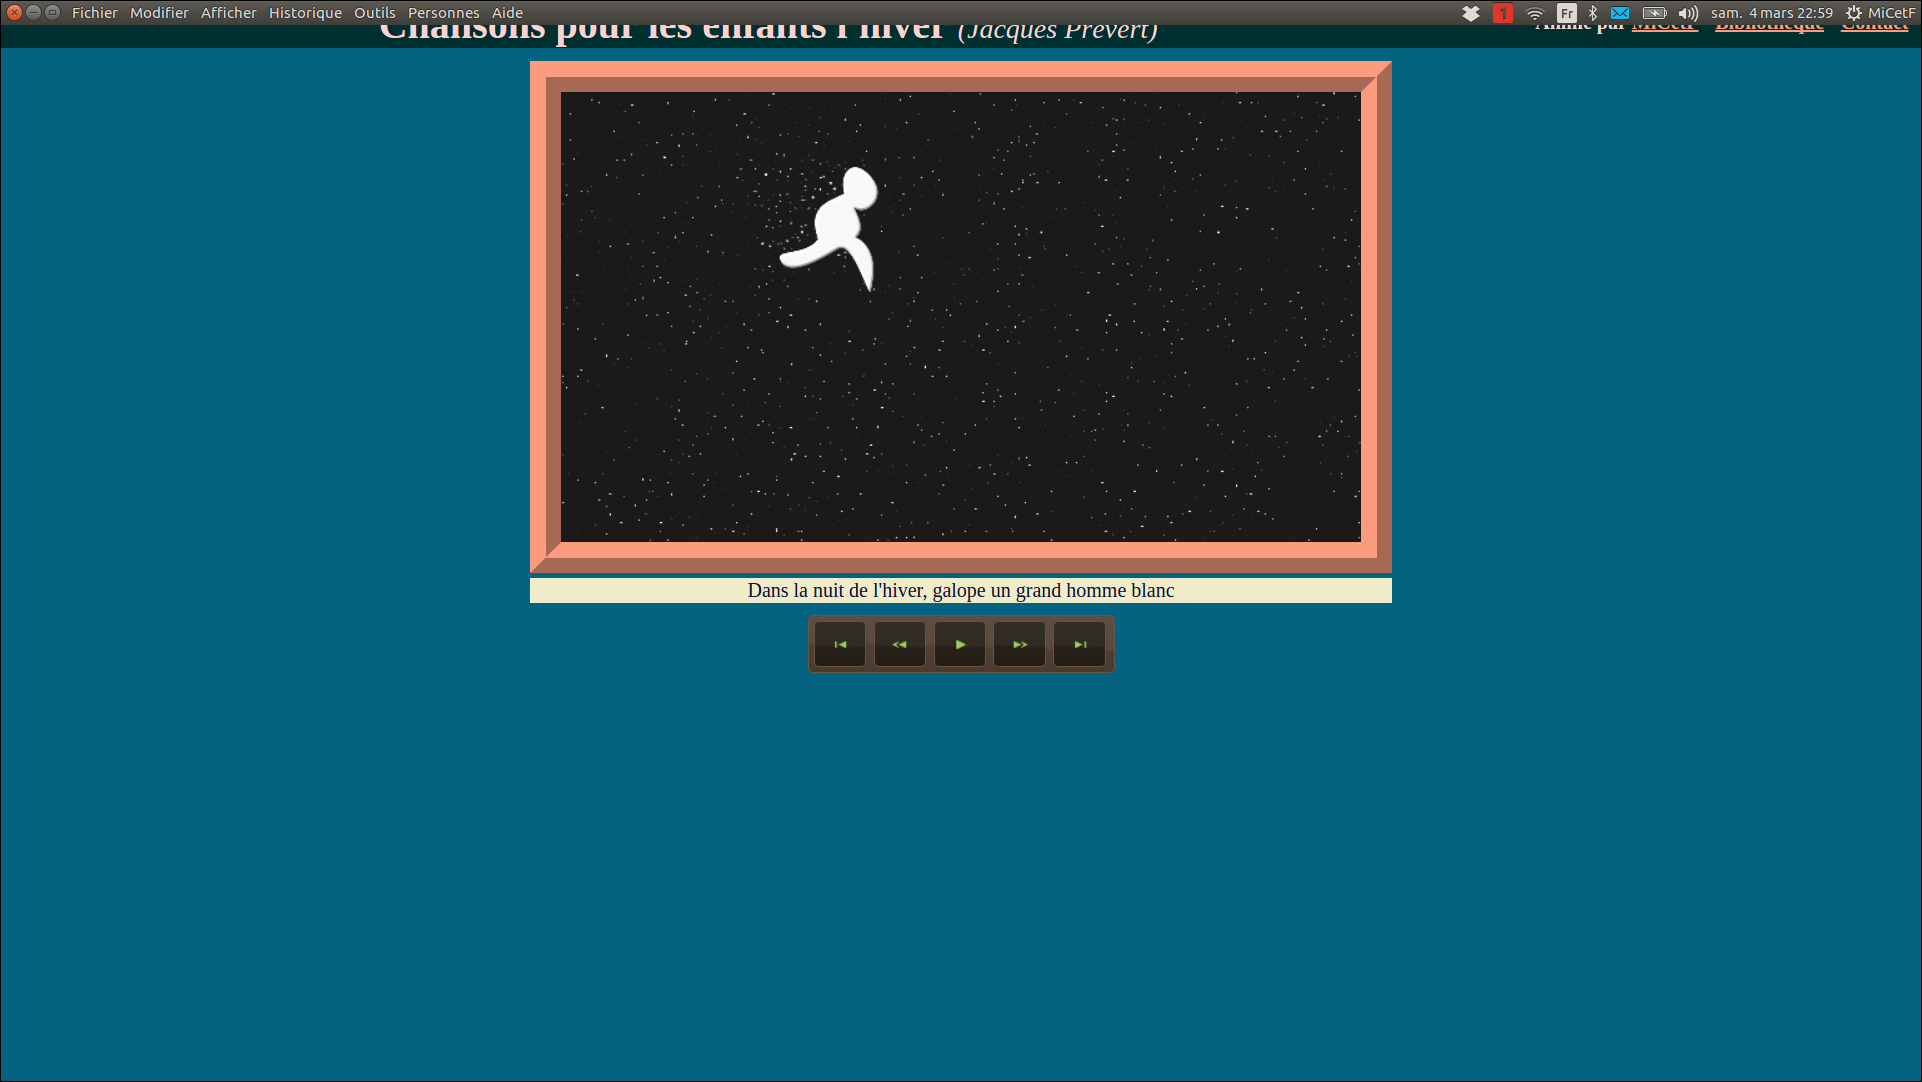 Fichier Modifier Afficher Historique Outils Personnes Aide
1 Fr sam. 4 mars 22:59 MiCetF
Chansons pour les enfants l'hiver (Jacques Prévert)
Animé par MiCetF Bibliothèque Contact
Dans la nuit de l'hiver, galope un grand homme blanc